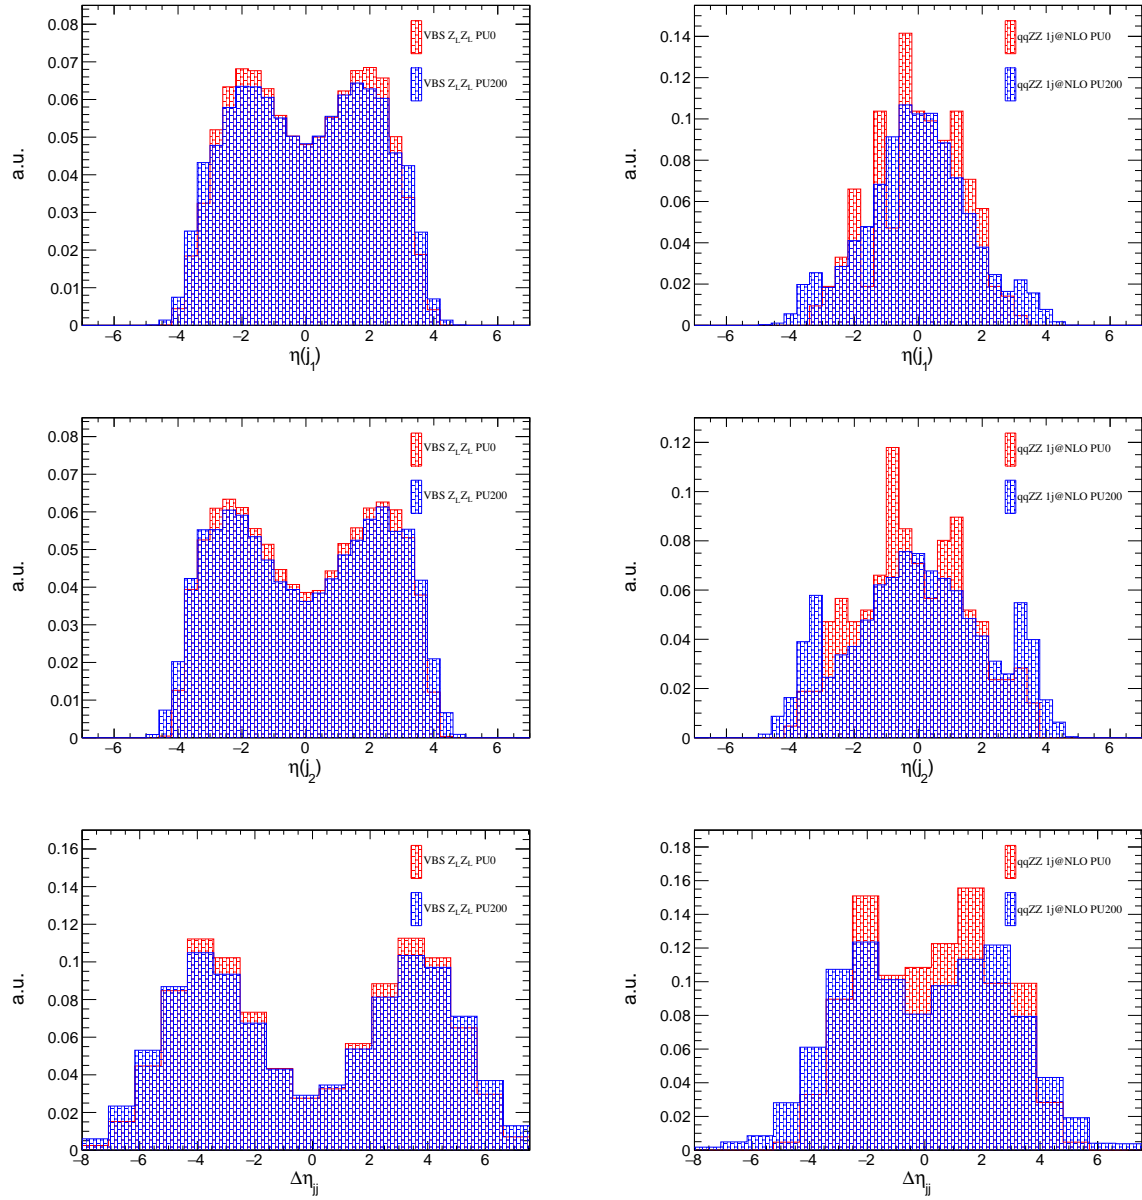 0.08
0.07
0.06
0.05
0.04
0.03
0.02
0.01
0
a.u.
VBS Z_L Z_L PU0
VBS Z_L Z_L PU200
−6 −4 −2 0 2 4 6
η(j_1)
0.14
0.12
0.1
0.08
0.06
0.04
0.02
0
a.u.
qqZZ 1j@NLO PU0
qqZZ 1j@NLO PU200
−6 −4 −2 0 2 4 6
η(j_1)
0.08
0.07
0.06
0.05
0.04
0.03
0.02
0.01
0
a.u.
VBS Z_L Z_L PU0
VBS Z_L Z_L PU200
−6 −4 −2 0 2 4 6
η(j_2)
0.12
0.1
0.08
0.06
0.04
0.02
0
a.u.
qqZZ 1j@NLO PU0
qqZZ 1j@NLO PU200
−6 −4 −2 0 2 4 6
η(j_2)
0.16
0.14
0.12
0.1
0.08
0.06
0.04
0.02
0
a.u.
VBS Z_L Z_L PU0
VBS Z_L Z_L PU200
−8 −6 −4 −2 0 2 4 6
Δη_jj
0.18
0.16
0.14
0.12
0.1
0.08
0.06
0.04
0.02
0
a.u.
qqZZ 1j@NLO PU0
qqZZ 1j@NLO PU200
−8 −6 −4 −2 0 2 4 6
Δη_jj